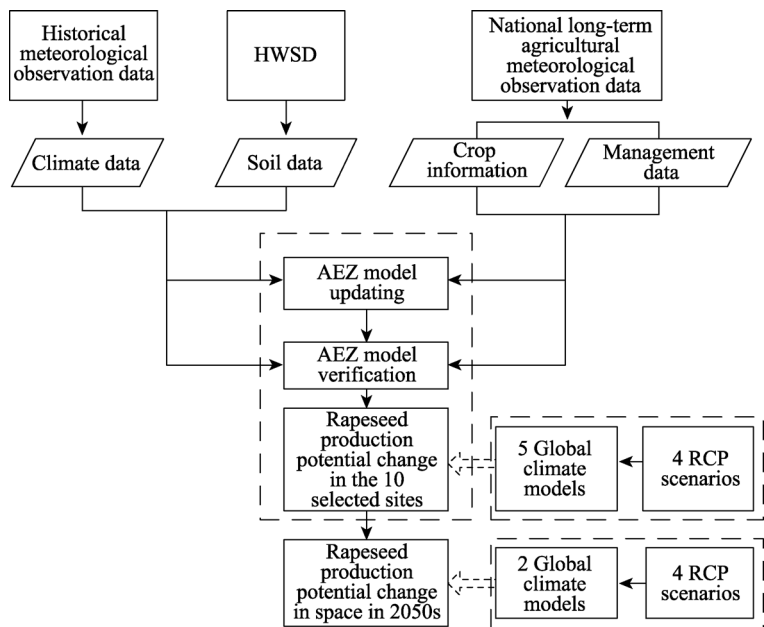 Historical
meteorological
observation data
HWSD
National long-term
agricultural
meteorological
observation data
Climate data
Soil data
Crop
information
Management
data
AEZ model
updating
AEZ model
verification
Rapeseed
production
potential change
in the 10
selected sites
5 Global
climate
models
4 RCP
scenarios
Rapeseed
production
potential change
in space in 2050s
2 Global
climate
models
4 RCP
scenarios